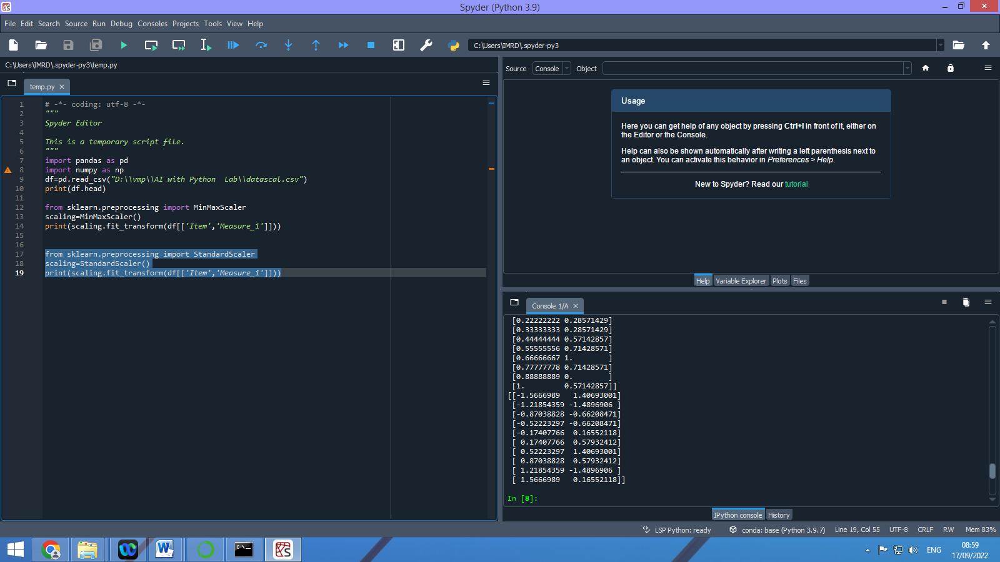 Spyder (Python 3.9)
File Edit Search Source Run Debug Consoles Projects Tools View Help
C:\Users\IMRD\.spyder-py3
C:\Users\IMRD\.spyder-py3\temp.py
temp.py
1 # -*- coding: utf-8 -*-
2 """
3 Spyder Editor
4
5 This is a temporary script file.
6 """
7 import pandas as pd
8 import numpy as np
9 df=pd.read_csv("D:\\vmp\\AI with Python  Lab\\datascal.csv")
10 print(df.head)
11
12 from sklearn.preprocessing import MinMaxScaler
13 scaling=MinMaxScaler()
14 print(scaling.fit_transform(df[['Item','Measure_1']]))
15
16
17 from sklearn.preprocessing import StandardScaler
18 scaling=StandardScaler()
19 print(scaling.fit_transform(df[['Item','Measure_1']]))
Source Console Object
Usage
Here you can get help of any object by pressing Ctrl+I in front of it, either on
the Editor or the Console.
Help can also be shown automatically after writing a left parenthesis next to
an object. You can activate this behavior in Preferences > Help.
New to Spyder? Read our tutorial
Help Variable Explorer Plots Files
Console 1/A
[0.22222222 0.28571429]
[0.33333333 0.28571429]
[0.44444444 0.57142857]
[0.55555556 0.71428571]
[0.66666667 1.        ]
[0.77777778 0.71428571]
[0.88888889 0.        ]
[1.         0.57142857]]
[[-1.5666989   1.40693001]
[-1.21854359 -1.4896906 ]
[-0.87038828 -0.66208471]
[-0.52223297 -0.66208471]
[-0.17407766  0.16552118]
[ 0.17407766  0.57932412]
[ 0.52223297  1.40693001]
[ 0.87038828  0.57932412]
[ 1.21854359 -1.4896906 ]
[ 1.5666989   0.16552118]]
In [8]:
IPython console History
LSP Python: ready conda: base (Python 3.9.7) Line 19, Col 55 UTF-8 CRLF RW Mem 83%
W C:\_ S ENG 08:59
17/09/2022